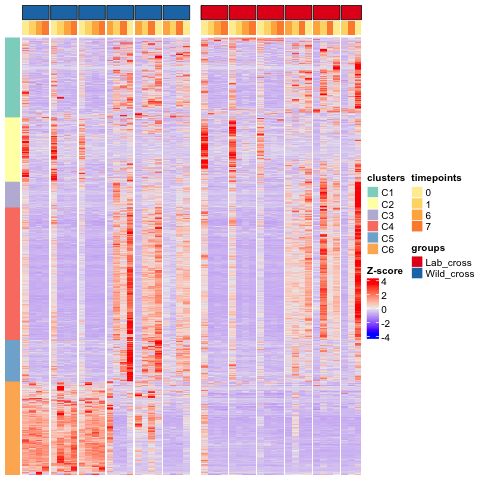 clusters
C1
C2
C3
C4
C5
C6
timepoints
0
1
6
7
groups
Lab_cross
Wild_cross
Z-score
4
2
0
-2
-4